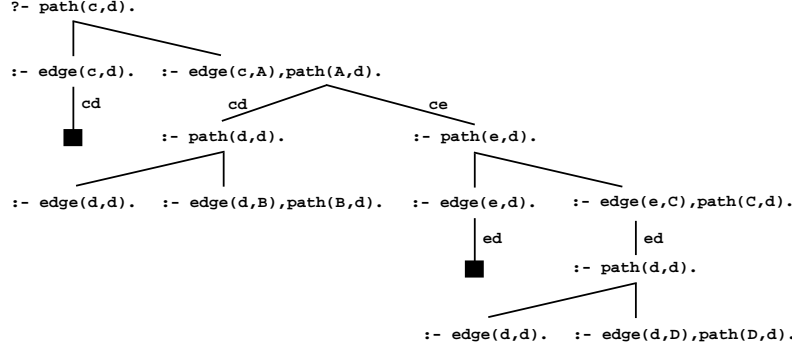 ?- path(c,d).
:- edge(c,d). :- edge(c,A),path(A,d).
cd
cd ce
:- path(d,d). :- path(e,d).
:- edge(d,d). :- edge(d,B),path(B,d). :- edge(e,d). :- edge(e,C),path(C,d).
ed ed
:- path(d,d).
:- edge(d,d). :- edge(d,D),path(D,d).